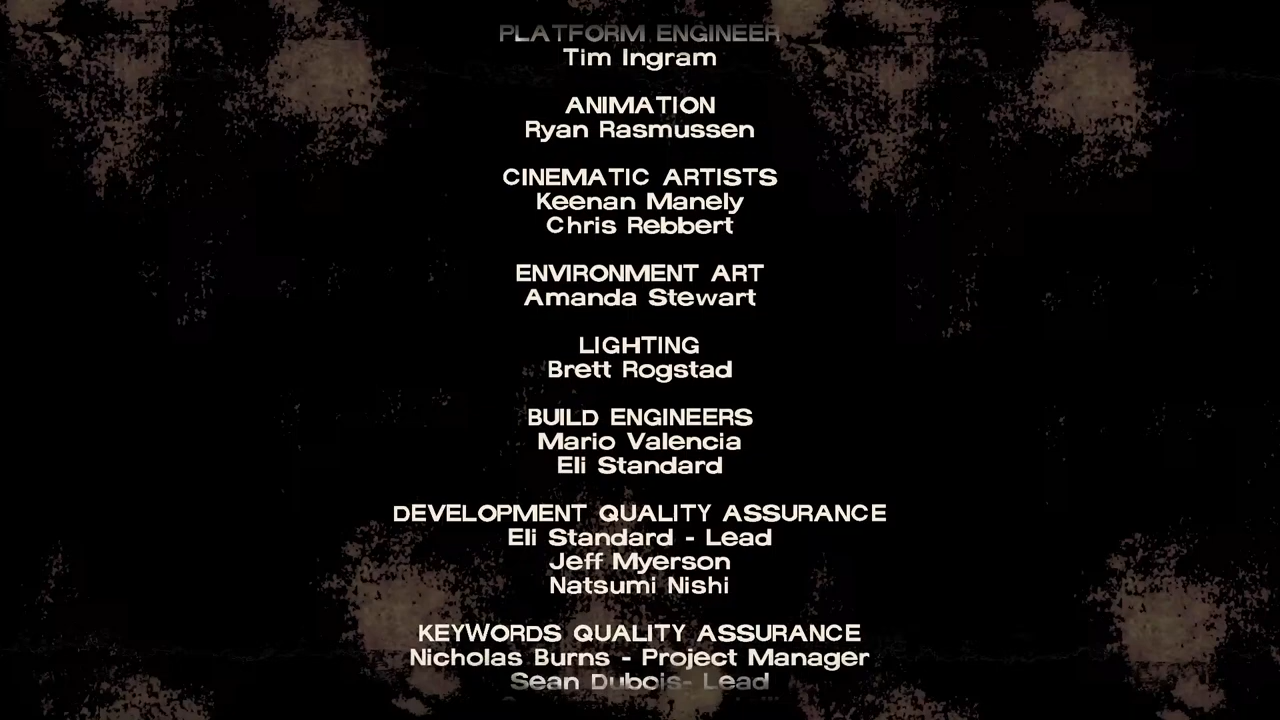 PLATFORM ENGINEER
Tim Ingram
ANIMATION
Ryan Rasmussen
CINEMATIC ARTISTS
Keenan Manely
Chris Rebbert
ENVIRONMENT ART
Amanda Stewart
LIGHTING
Brett Rogstad
BUILD ENGINEERS
Mario Valencia
Eli Standard
DEVELOPMENT QUALITY ASSURANCE
Eli Standard - Lead
Jeff Myerson
Natsumi Nishi
KEYWORDS QUALITY ASSURANCE
Nicholas Burns - Project Manager
Sean Dubois- Lead